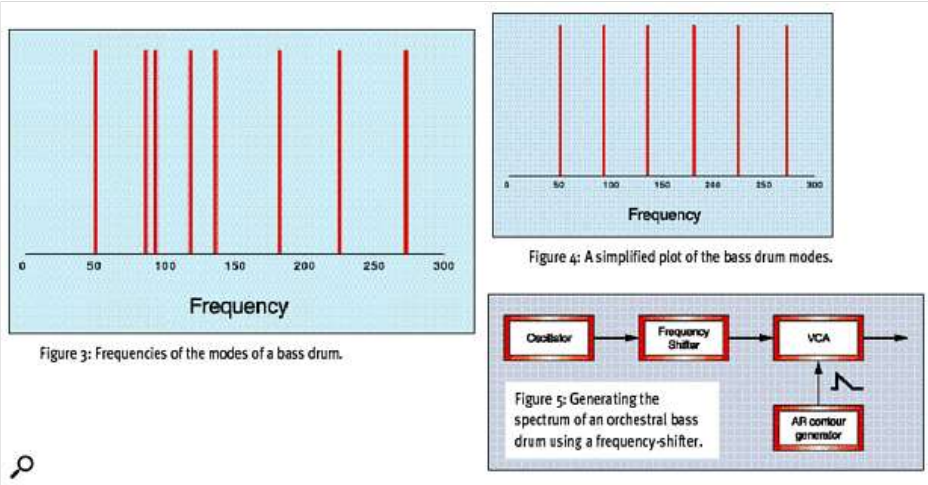 0 50 100 150 200 250 300
Frequency
Figure 3: Frequencies of the modes of a bass drum.
0 50 100 150 200 250 300
Frequency
Figure 4: A simplified plot of the bass drum modes.
Oscillator
Frequency
Shifter
VCA
Figure 5: Generating the
spectrum of an orchestral bass
drum using a frequency-shifter.
AR contour
generator